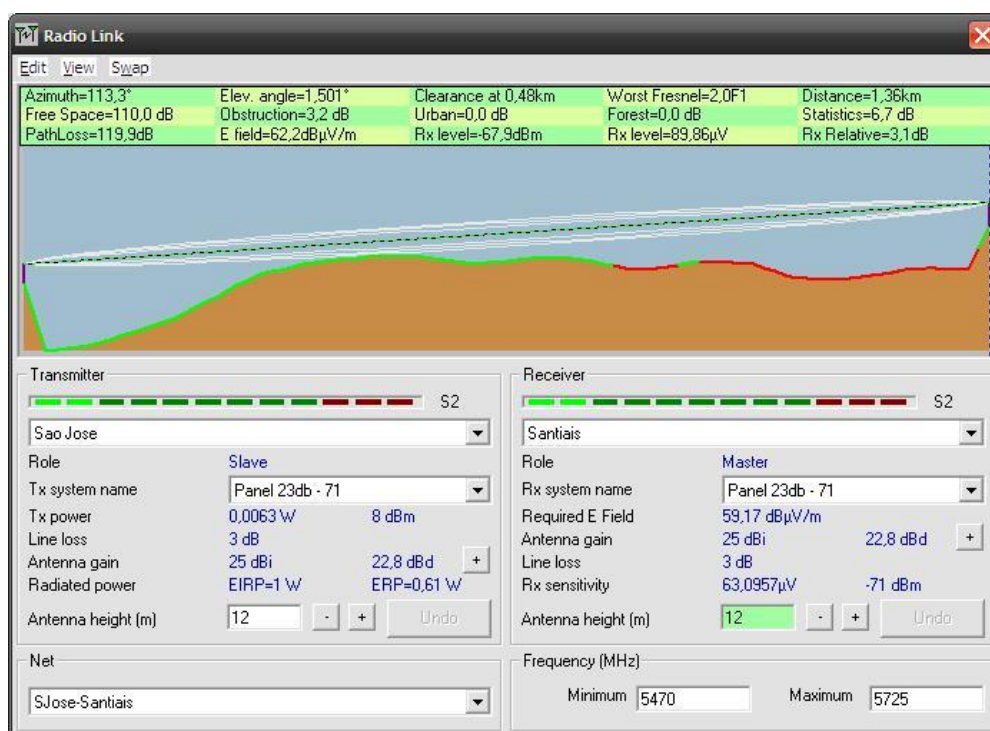 Radio Link
Edit View Swap
Azimuth=113,3° Elev. angle=1,501° Clearance at 0,48km Worst Fresnel=2,0F1 Distance=1,36km
Free Space=110,0 dB Obstruction=3,2 dB Urban=0,0 dB Forest=0,0 dB Statistics=6,7 dB
PathLoss=119,9dB E field=62,2dBµV/m Rx level=-67,9dBm Rx level=89,86µV Rx Relative=3,1dB
Transmitter
S2
Sao Jose
Role Slave
Tx system name Panel 23db - 71
Tx power 0,0063 W 8 dBm
Line loss 3 dB
Antenna gain 25 dBi 22,8 dBd +
Radiated power EIRP=1 W ERP=0,61 W
Antenna height (m) 12 - + Undo
Net
SJose-Santiais
Receiver
S2
Santiais
Role Master
Rx system name Panel 23db - 71
Required E Field 59,17 dBµV/m
Antenna gain 25 dBi 22,8 dBd +
Line loss 3 dB
Rx sensitivity 63,0957µV -71 dBm
Antenna height (m) 12 - + Undo
Frequency (MHz)
Minimum 5470 Maximum 5725